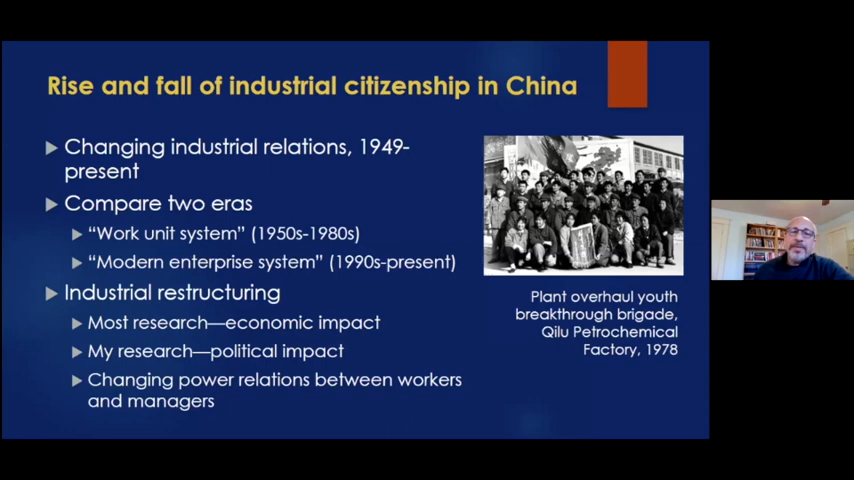 Rise and fall of industrial citizenship in China
Changing industrial relations, 1949-
present
Compare two eras
“Work unit system” (1950s-1980s)
“Modern enterprise system” (1990s-present)
Industrial restructuring
Most research—economic impact
My research—political impact
Changing power relations between workers
and managers
Plant overhaul youth
breakthrough brigade,
Qilu Petrochemical
Factory, 1978